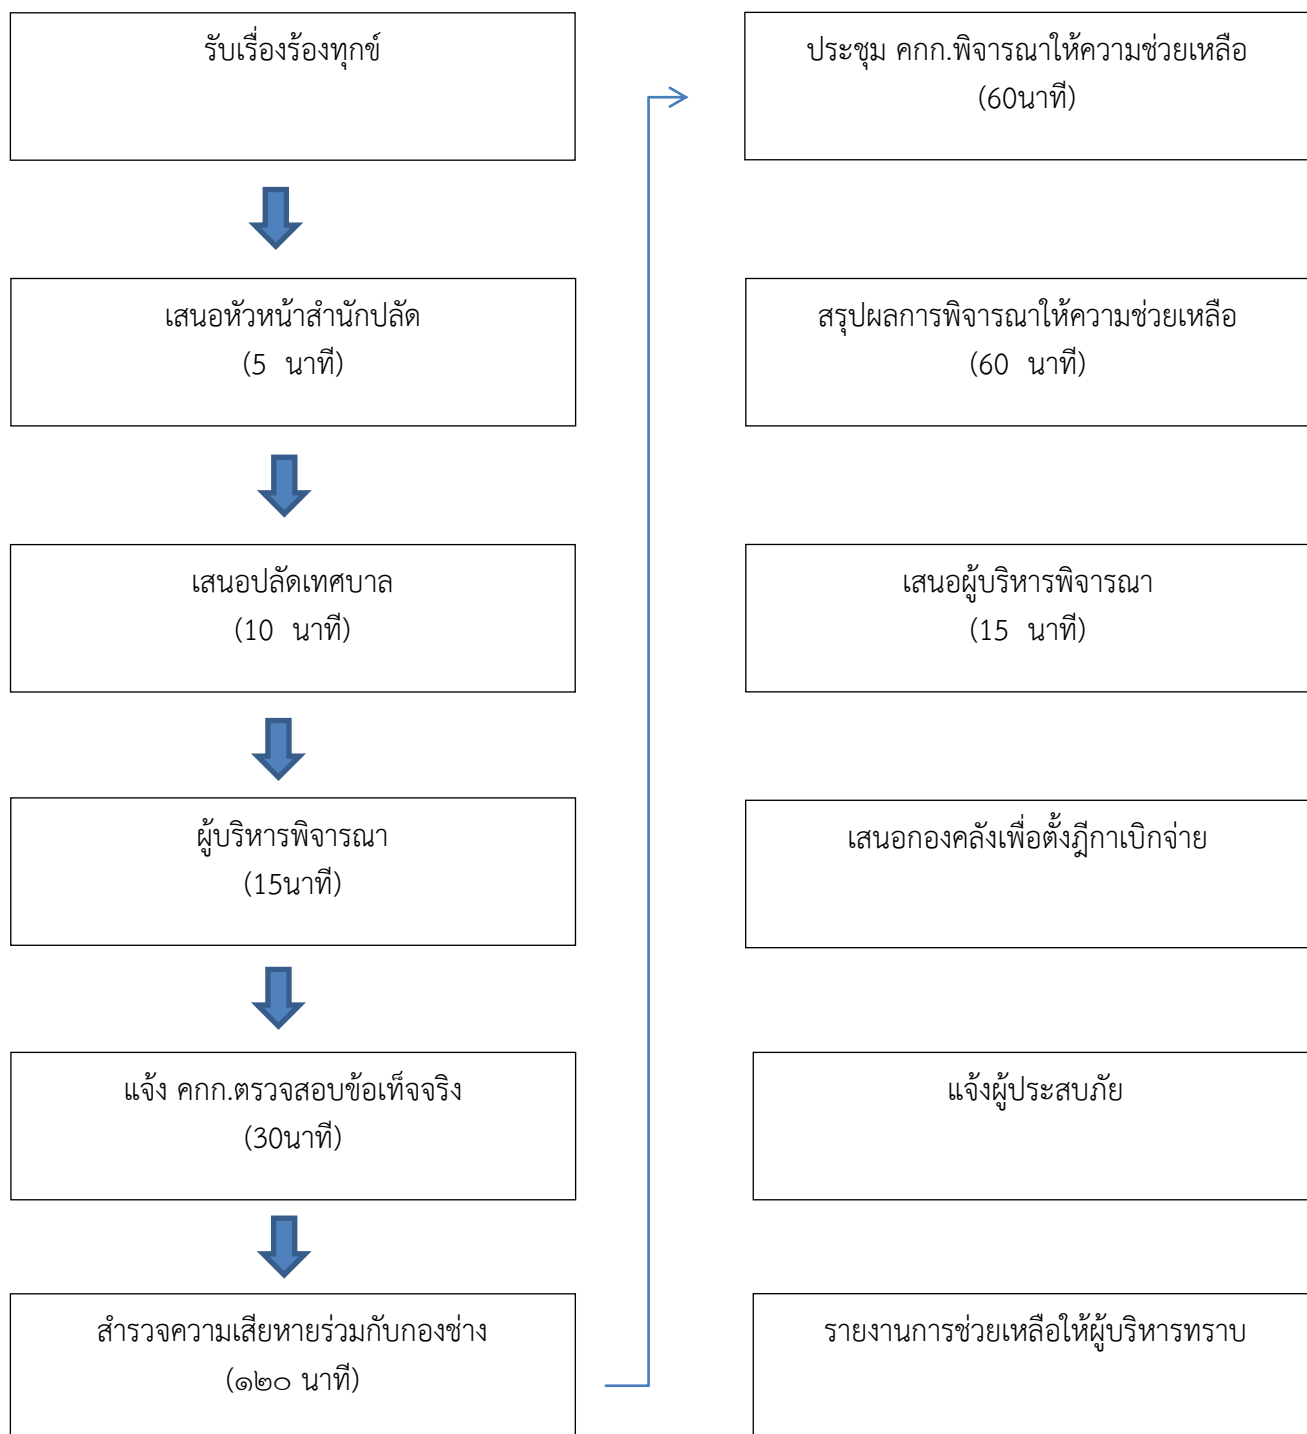 รับเรื่องร้องทุกข์
เสนอหัวหน้าสำนักปลัด
(5  นาที)
เสนอปลัดเทศบาล
(10  นาที)
ผู้บริหารพิจารณา
(15นาที)
แจ้ง คกก.ตรวจสอบข้อเท็จจริง
(30นาที)
สำรวจความเสียหายร่วมกับกองช่าง
(๑๒๐ นาที)
ประชุม คกก.พิจารณาให้ความช่วยเหลือ
(60นาที)
สรุปผลการพิจารณาให้ความช่วยเหลือ
(60  นาที)
เสนอผู้บริหารพิจารณา
(15  นาที)
เสนอกองคลังเพื่อตั้งฎีกาเบิกจ่าย
แจ้งผู้ประสบภัย
รายงานการช่วยเหลือให้ผู้บริหารทราบ